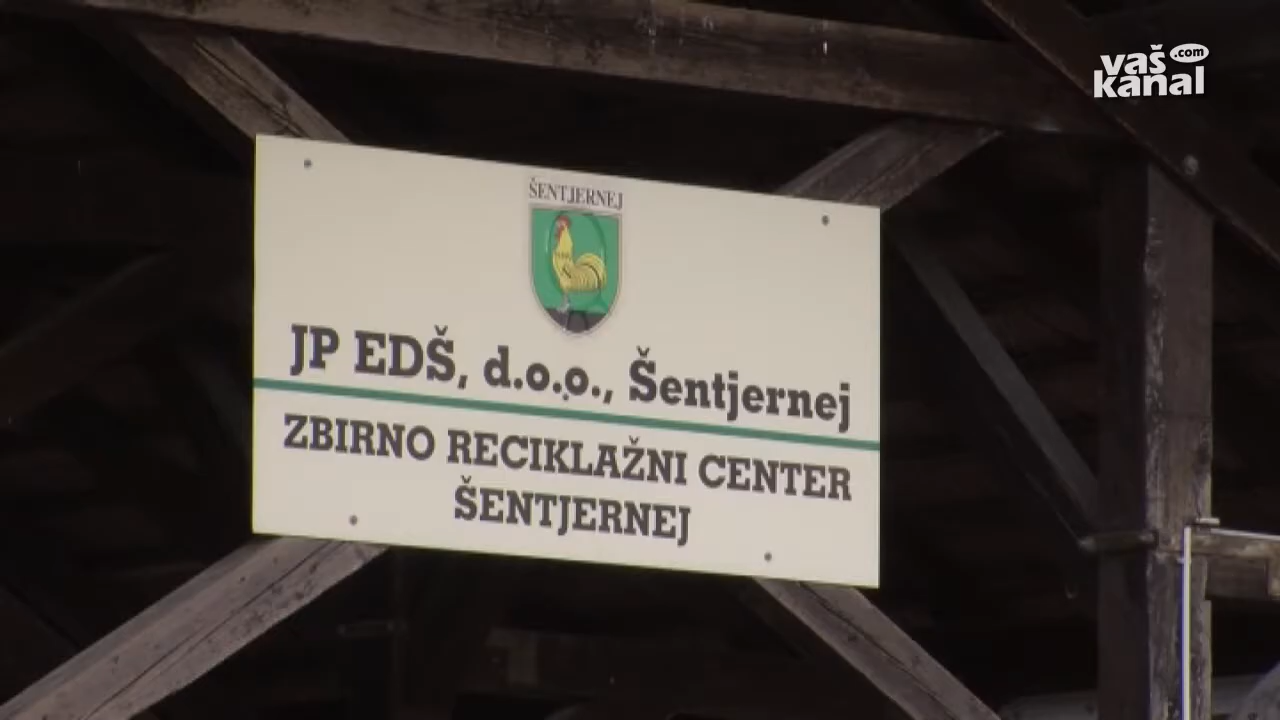 vaš .com
kanal
ŠENTJERNEJ
JP EDŠ, d.o.o., Šentjernej
ZBIRNO RECIKLAŽNI CENTER
ŠENTJERNEJ